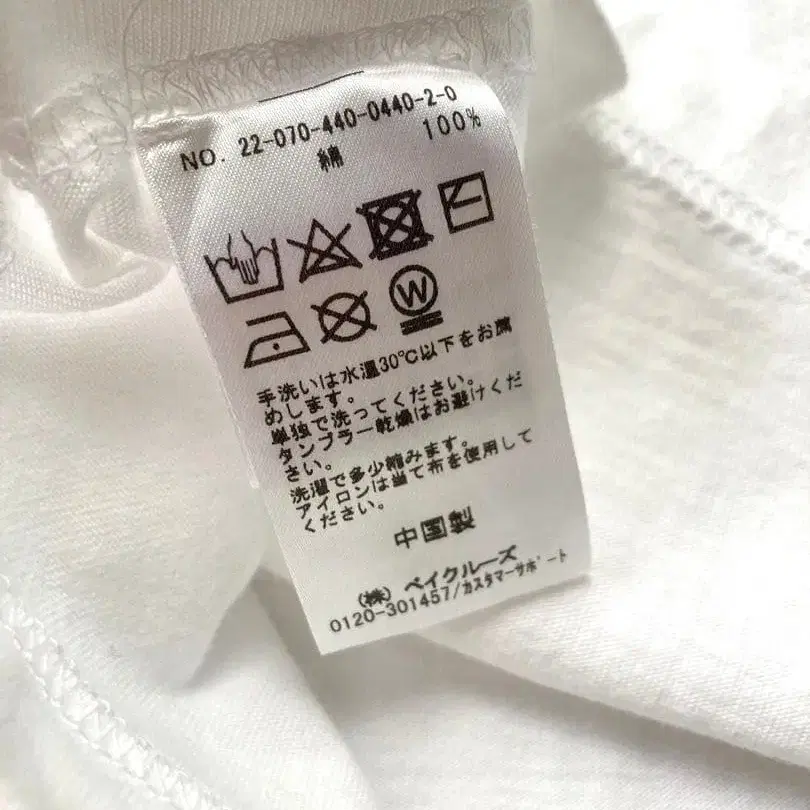 NO. 22-070-440-0440-2-0
綿 100%
W
手洗いは水温30℃以下をお薦
めします。
単独で洗ってください。
タンブラー乾燥はお避けくだ
さい。
洗濯で多少縮みます。
アイロンは当て布を使用して
ください。
中国製
(株) ベイクルーズ
0120-301457/カスタマーサポート